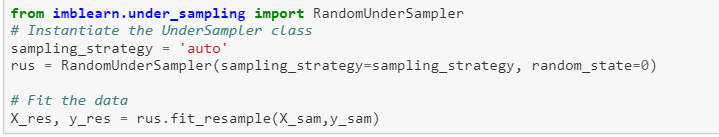 from imblearn.under_sampling import RandomUnderSampler
# Instantiate the UnderSampler class
sampling_strategy = 'auto'
rus = RandomUnderSampler(sampling_strategy=sampling_strategy, random_state=0)
# Fit the data
X_res, y_res = rus.fit_resample(X_sam,y_sam)